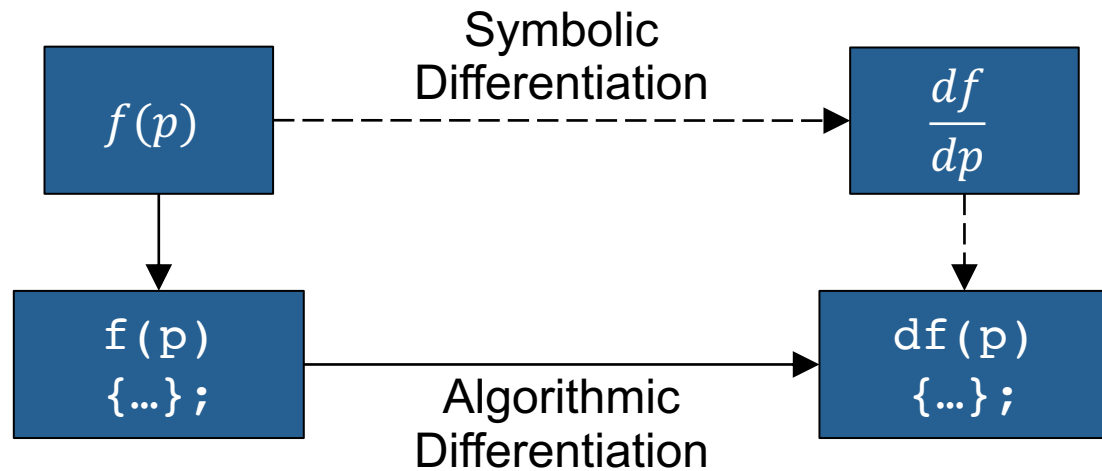 Symbolic
Differentiation
f(p)
df
dp
f(p)
{…};
Algorithmic
Differentiation
df(p)
{…};